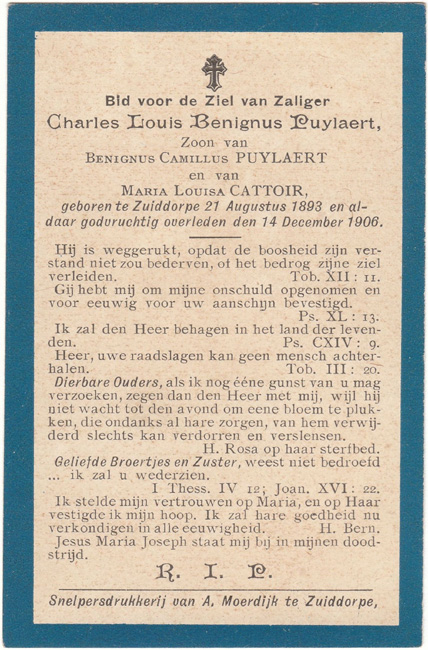 Bid voor de Ziel van Zaliger
Charles Louis Benignus Puylaert,
Zoon van
BENIGNUS CAMILLUS PUYLAERT
en van
MARIA LOUISA CATTOIR,
geboren te Zuiddorpe 21 Augustus 1893 en al-
daar godvruchtig overleden den 14 December 1906.
Hij is weggerukt, opdat de boosheid zijn ver-
stand niet zou bederven, of het bedrog zijne ziel
verleiden. Tob. XII : 11.
Gij hebt mij om mijne onschuld opgenomen en
voor eeuwig voor uw aanschijn bevestigd.
Ps. XL : 13.
Ik zal den Heer behagen in het land der leven-
den. Ps. CXIV : 9.
Heer, uwe raadslagen kan geen mensch achter-
halen. Tob. III : 20.
Dierbare Ouders, als ik nog ééne gunst van u mag
verzoeken, zegen dan den Heer met mij, wijl hij
niet wacht tot den avond om eene bloem te pluk-
ken, die ondanks al hare zorgen, van hem verwij-
derd slechts kan verdorren en verslensen.
H. Rosa op haar sterfbed.
Geliefde Broertjes en Zuster, weest niet bedroefd
... ik zal u wederzien.
I Thess. IV 12; Joan. XVI : 22.
Ik stelde mijn vertrouwen op Maria, en op Haar
vestigde ik mijn hoop. Ik zal hare goedheid
verkondigen in alle eeuwigheid. H. Bern.
Jesus Maria Joseph staat mij bij in mijnen dood-
strijd.
R. I. P.
Snelpersdrukkerij van A. Moerdijk te Zuiddorpe,